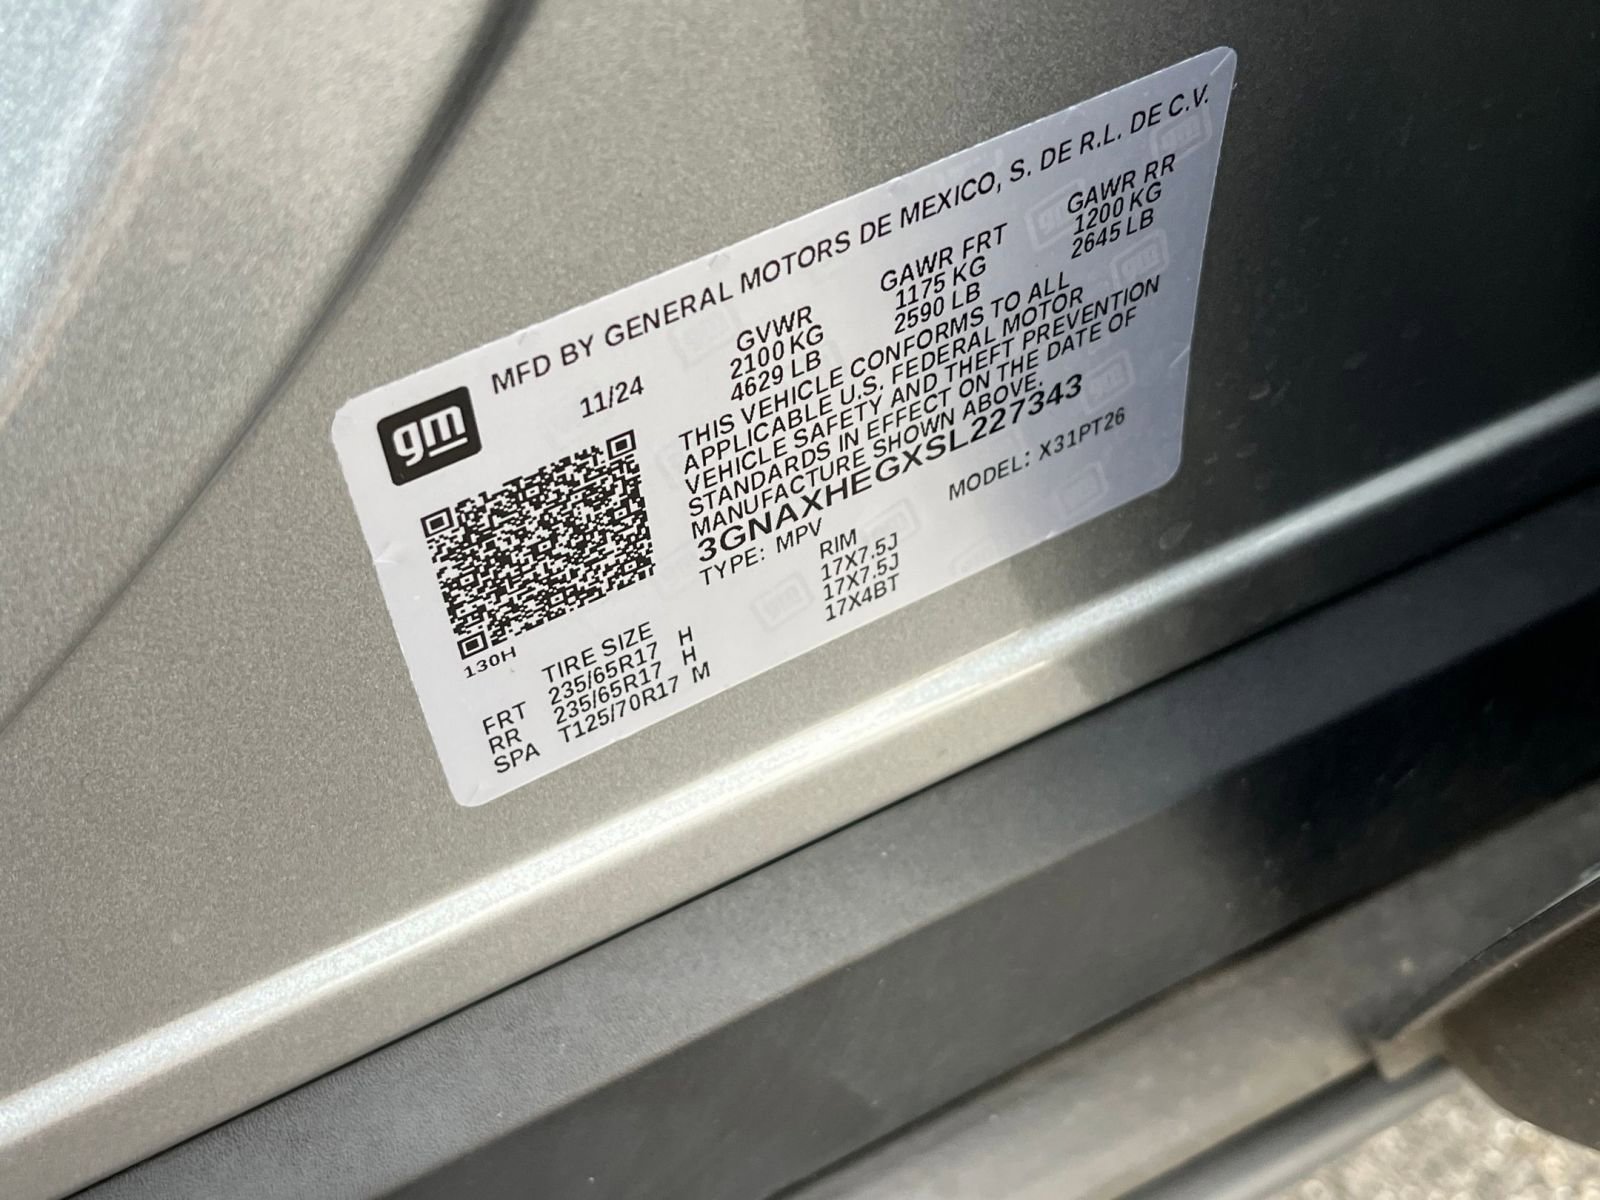 MFD BY GENERAL MOTORS DE MEXICO, S. DE R.L. DE C.V.
gm
11/24
GVWR GAWR FRT GAWR RR
2100 KG 1175 KG 1200 KG
4629 LB 2590 LB 2645 LB
THIS VEHICLE CONFORMS TO ALL
APPLICABLE U.S. FEDERAL MOTOR
VEHICLE SAFETY AND THEFT PREVENTION
STANDARDS IN EFFECT ON THE DATE OF
MANUFACTURE SHOWN ABOVE.
3GNAXHEGXSL227343
TYPE: MPV MODEL: X31PT26
130H
TIRE SIZE RIM
FRT 235/65R17 H 17X7.5J
RR 235/65R17 H 17X7.5J
SPA T125/70R17 M 17X4BT